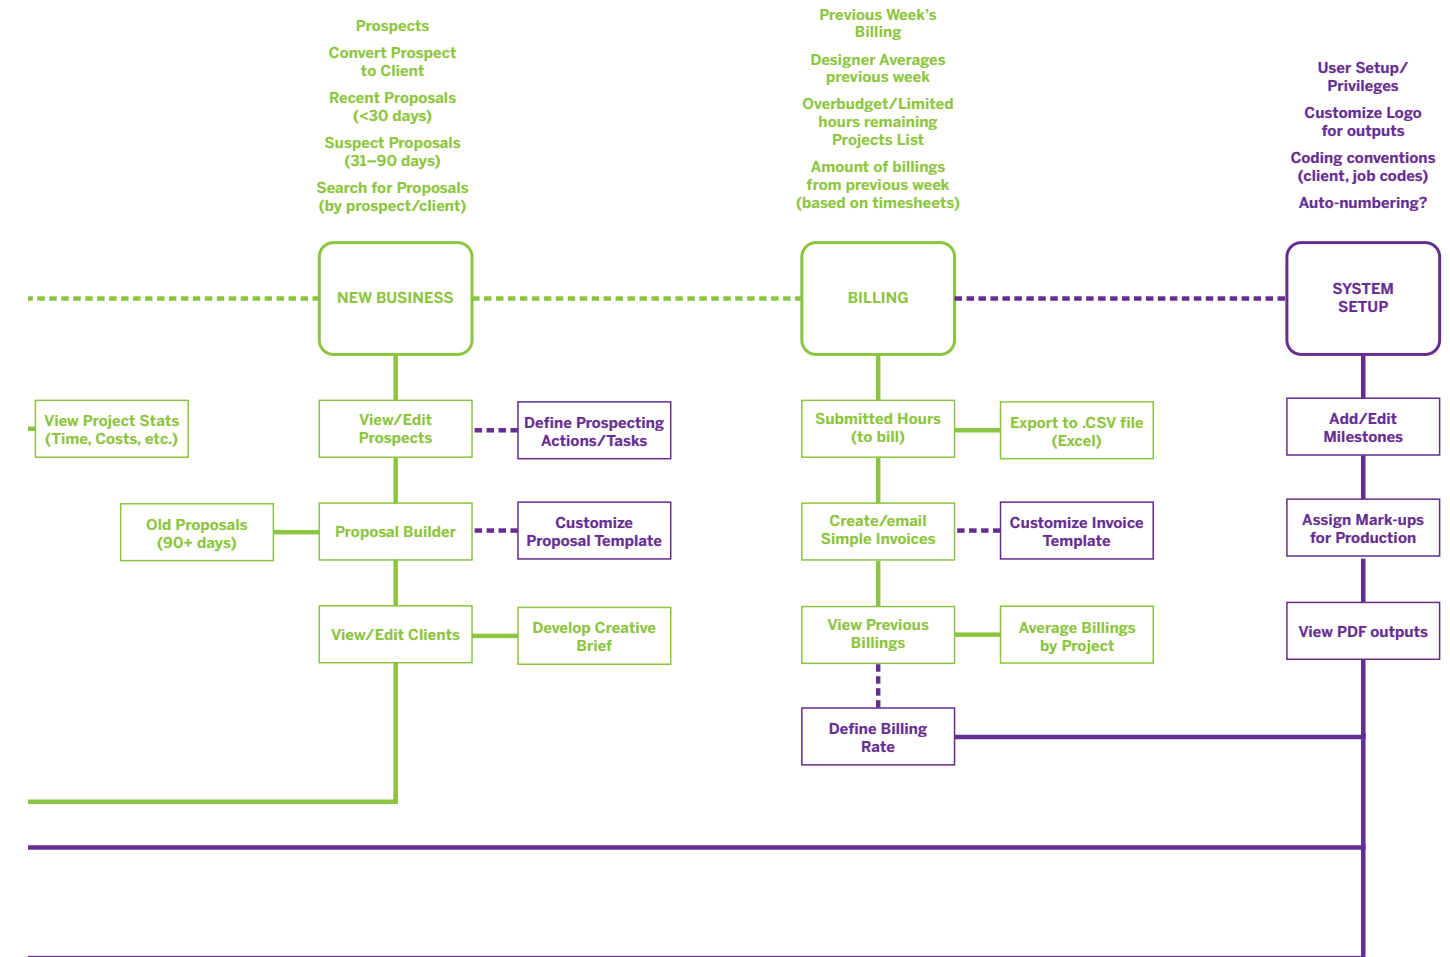 Prospects
Convert Prospect
to Client
Recent Proposals
(<30 days)
Suspect Proposals
(31–90 days)
Search for Proposals
(by prospect/client)
Previous Week's
Billing
Designer Averages
previous week
Overbudget/Limited
hours remaining
Projects List
Amount of billings
from previous week
(based on timesheets)
User Setup/
Privileges
Customize Logo
for outputs
Coding conventions
(client, job codes)
Auto-numbering?
NEW BUSINESS
BILLING
SYSTEM
SETUP
View Project Stats
(Time, Costs, etc.)
View/Edit
Prospects
Define Prospecting
Actions/Tasks
Submitted Hours
(to bill)
Export to .CSV file
(Excel)
Add/Edit
Milestones
Old Proposals
(90+ days)
Proposal Builder
Customize
Proposal Template
Create/email
Simple Invoices
Customize Invoice
Template
Assign Mark-ups
for Production
View/Edit Clients
Develop Creative
Brief
View Previous
Billings
Average Billings
by Project
View PDF outputs
Define Billing
Rate